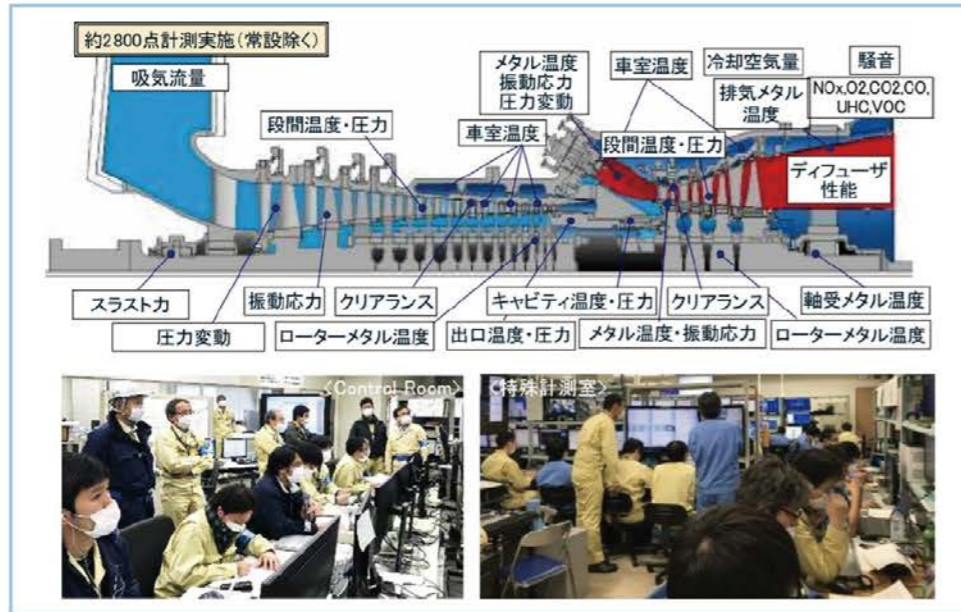 約2800点計測実施(常設除く)
吸気流量
段間温度・圧力
メタル温度
振動応力
圧力変動
車室温度
車室温度
冷却空気量
排気メタル
温度
段間温度・圧力
騒音
NOx,O2,CO2,CO,
UHC,VOC
ディフューザ
性能
スラスト力
圧力変動
振動応力
クリアランス
ローターメタル温度
キャビティ温度・圧力
出口温度・圧力
クリアランス
メタル温度・振動応力
軸受メタル温度
ローターメタル温度
〈Control Room〉
〈特殊計測室〉